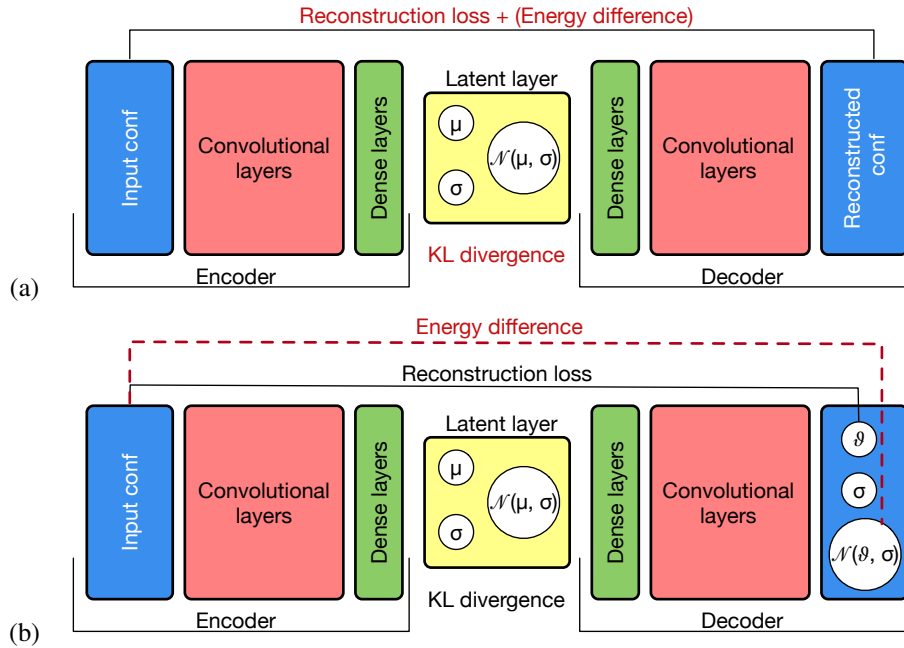 Reconstruction loss + (Energy difference)
Input conf
Convolutional
layers
Dense layers
Latent layer
μ
σ
𝒩(μ, σ)
KL divergence
Dense layers
Convolutional
layers
Reconstructed
conf
Encoder
Decoder
(a)
Energy difference
Reconstruction loss
Input conf
Convolutional
layers
Dense layers
Latent layer
μ
σ
𝒩(μ, σ)
KL divergence
Dense layers
Convolutional
layers
ϑ
σ
𝒩(ϑ, σ)
Encoder
Decoder
(b)